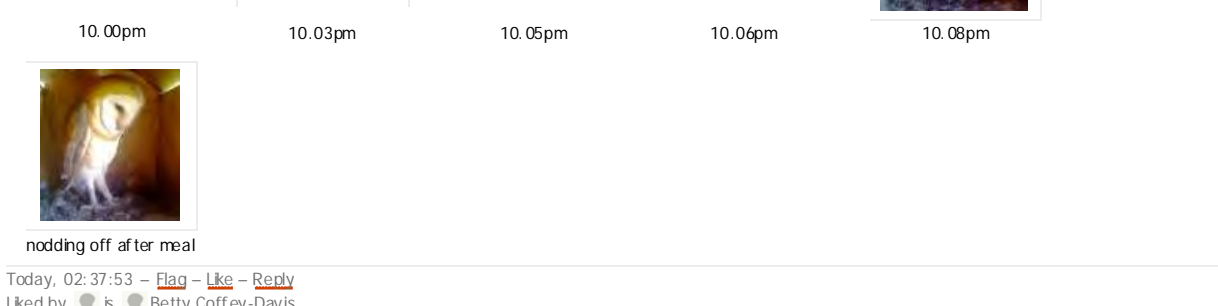 10.00pm 10.03pm 10.05pm 10.06pm 10.08pm
nodding off after meal
Today, 02:37:53 – Flag – Like – Reply
Liked by is Betty Coffey-Davis